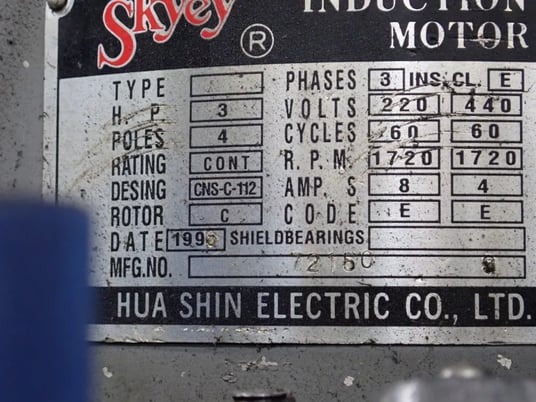 Skyey INDUCTION
® MOTOR
TYPE PHASES 3 INS.CL. E
H.P 3 VOLTS 220 440
POLES 4 CYCLES 60 60
RATING CONT R.P.M. 1720 1720
DESING CNS-C-112 AMP.S 8 4
ROTOR C CODE E E
DATE 199 SHIELDBEARINGS
MFG.NO.
HUA SHIN ELECTRIC CO., LTD.